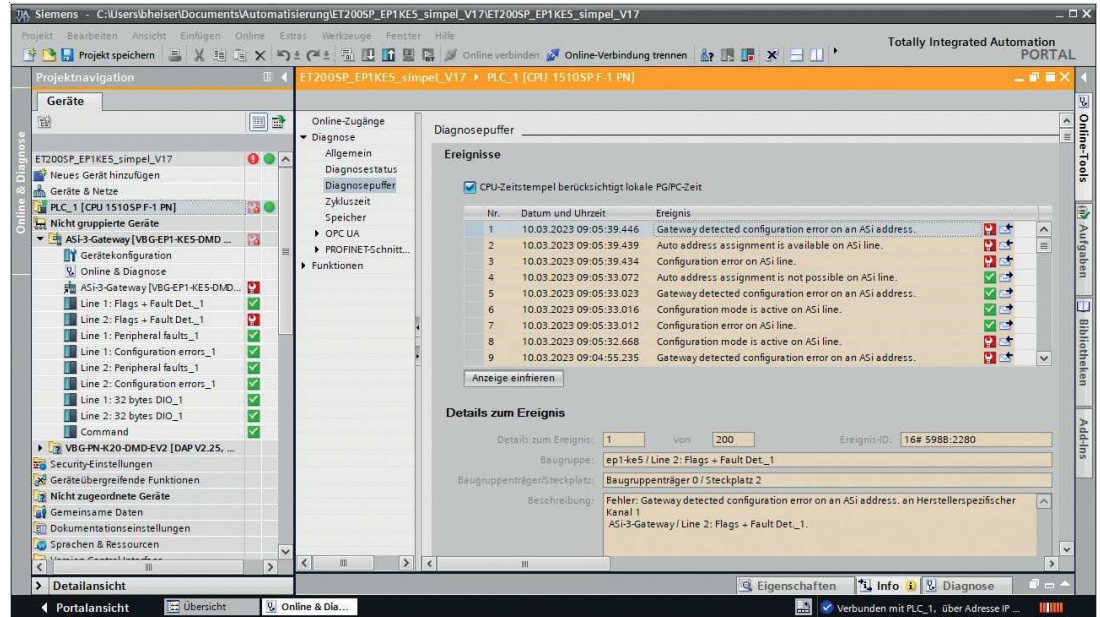 Siemens - C:\Users\bheiser\Documents\Automatisierung\ET200SP_EP1KE5_simpel_V17\ET200SP_EP1KE5_simpel_V17
Projekt Bearbeiten Ansicht Einfügen Online Extras Werkzeuge Fenster Hilfe
Projekt speichern Online verbinden Online-Verbindung trennen
Totally Integrated Automation
PORTAL
Projektnavigation
ET200SP_EP1KE5_simpel_V17 PLC_1 [CPU 1510SP F-1 PN]
Geräte
ET200SP_EP1KE5_simpel_V17
Neues Gerät hinzufügen
Geräte & Netze
PLC_1 [CPU 1510SP F-1 PN]
Nicht gruppierte Geräte
ASi-3-Gateway [VBG-EP1-KE5-DMD ...
Gerätekonfiguration
Online & Diagnose
ASi-3-Gateway [VBG-EP1-KE5-DMD...
Line 1: Flags + Fault Det._1
Line 2: Flags + Fault Det._1
Line 1: Peripheral faults_1
Line 1: Configuration errors_1
Line 2: Peripheral faults_1
Line 2: Configuration errors_1
Line 1: 32 bytes DIO_1
Line 2: 32 bytes DIO_1
Command
VBG-PN-K20-DMD-EV2 [DAP V2.25, ...
Security-Einstellungen
Geräteübergreifende Funktionen
Nicht zugeordnete Geräte
Gemeinsame Daten
Dokumentationseinstellungen
Sprachen & Ressourcen
Detailansicht
Online & Diagnose
Online-Zugänge
Diagnose
Allgemein
Diagnosestatus
Diagnosepuffer
Zykluszeit
Speicher
OPC UA
PROFINET-Schnitt...
Funktionen
Diagnosepuffer
Ereignisse
CPU-Zeitstempel berücksichtigt lokale PG/PC-Zeit
Nr. Datum und Uhrzeit Ereignis
1 10.03.2023 09:05:39.446 Gateway detected configuration error on an ASi address.
2 10.03.2023 09:05:39.439 Auto address assignment is available on ASi line.
3 10.03.2023 09:05:39.434 Configuration error on ASi line.
4 10.03.2023 09:05:33.072 Auto address assignment is not possible on ASi line.
5 10.03.2023 09:05:33.023 Gateway detected configuration error on an ASi address.
6 10.03.2023 09:05:33.016 Configuration mode is active on ASi line.
7 10.03.2023 09:05:33.012 Configuration error on ASi line.
8 10.03.2023 09:05:32.668 Configuration mode is active on ASi line.
9 10.03.2023 09:04:55.235 Gateway detected configuration error on an ASi address.
Anzeige einfrieren
Details zum Ereignis
Details zum Ereignis: 1 von 200 Ereignis-ID: 16# 598B:2280
Baugruppe: ep1-ke5 / Line 2: Flags + Fault Det._1
Baugruppenträger/Steckplatz: Baugruppenträger 0 / Steckplatz 2
Beschreibung: Fehler: Gateway detected configuration error on an ASi address. an Herstellerspezifischer
Kanal 1
ASi-3-Gateway / Line 2: Flags + Fault Det._1.
Online-Tools
Aufgaben
Bibliotheken
Add-Ins
Eigenschaften Info Diagnose
Portalansicht Übersicht Online & Dia...
Verbunden mit PLC_1, über Adresse IP ...